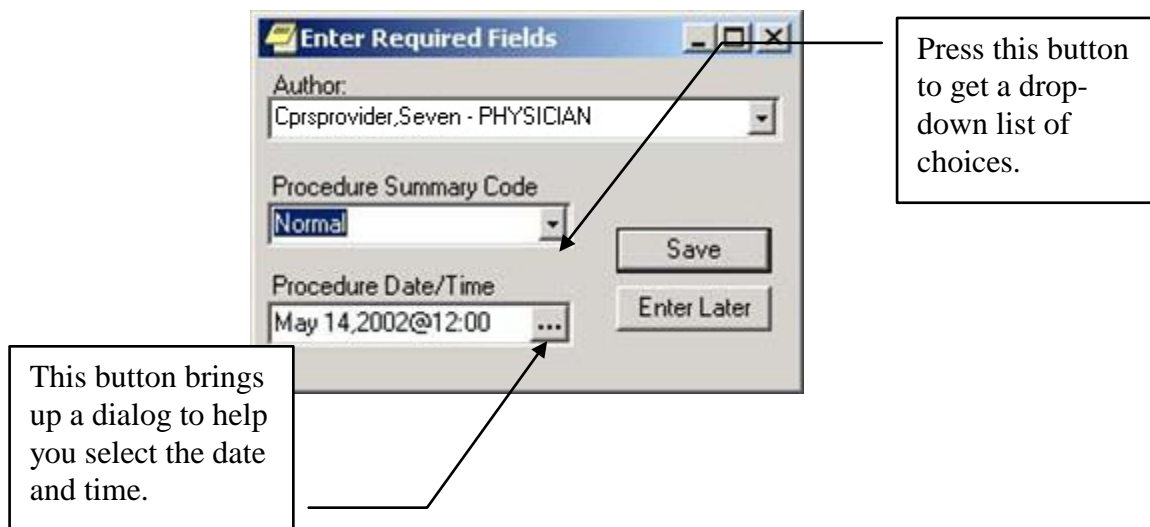 Enter Required Fields
Author:
Cprsprovider,Seven - PHYSICIAN
Procedure Summary Code
Normal
Save
Procedure Date/Time
May 14,2002@12:00 ...
Enter Later
Press this button
to get a drop-
down list of
choices.
This button brings
up a dialog to help
you select the date
and time.